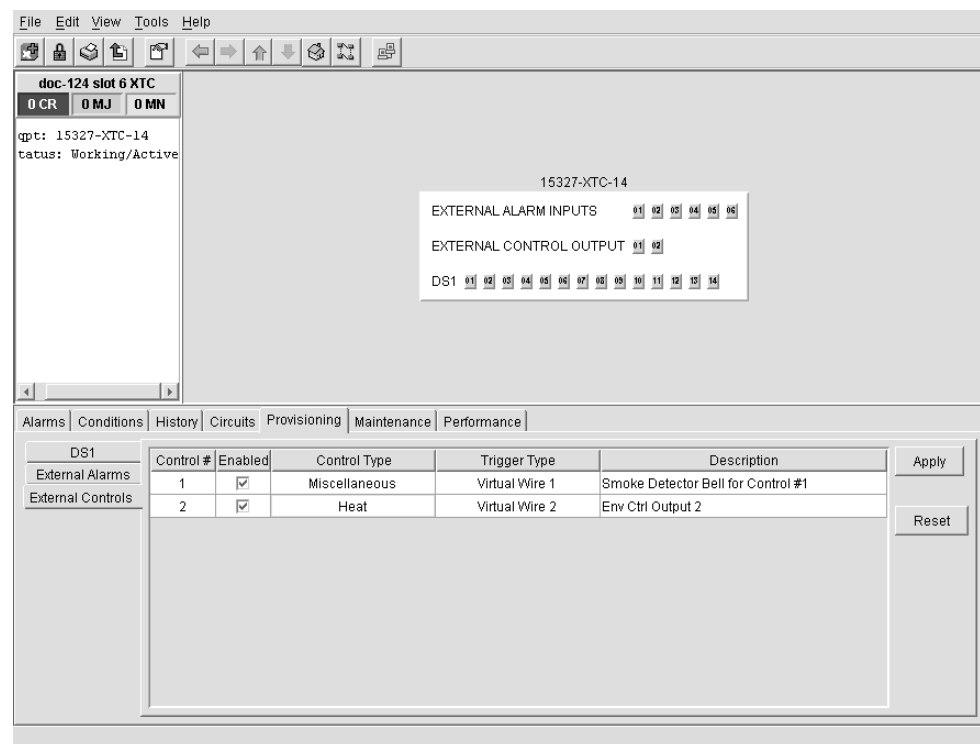 File Edit View Tools Help
doc-124 slot 6 XTC
0 CR 0 MJ 0 MN
qpt: 15327-XTC-14
tatus: Working/Active
15327-XTC-14
EXTERNAL ALARM INPUTS 01 02 03 04 05 06
EXTERNAL CONTROL OUTPUT 01 02
DS1 01 02 03 04 05 06 07 08 09 10 11 12 13 14
Alarms Conditions History Circuits Provisioning Maintenance Performance
DS1
External Alarms
External Controls
Control # Enabled Control Type Trigger Type Description
1 Miscellaneous Virtual Wire 1 Smoke Detector Bell for Control #1
2 Heat Virtual Wire 2 Env Ctrl Output 2
Apply
Reset